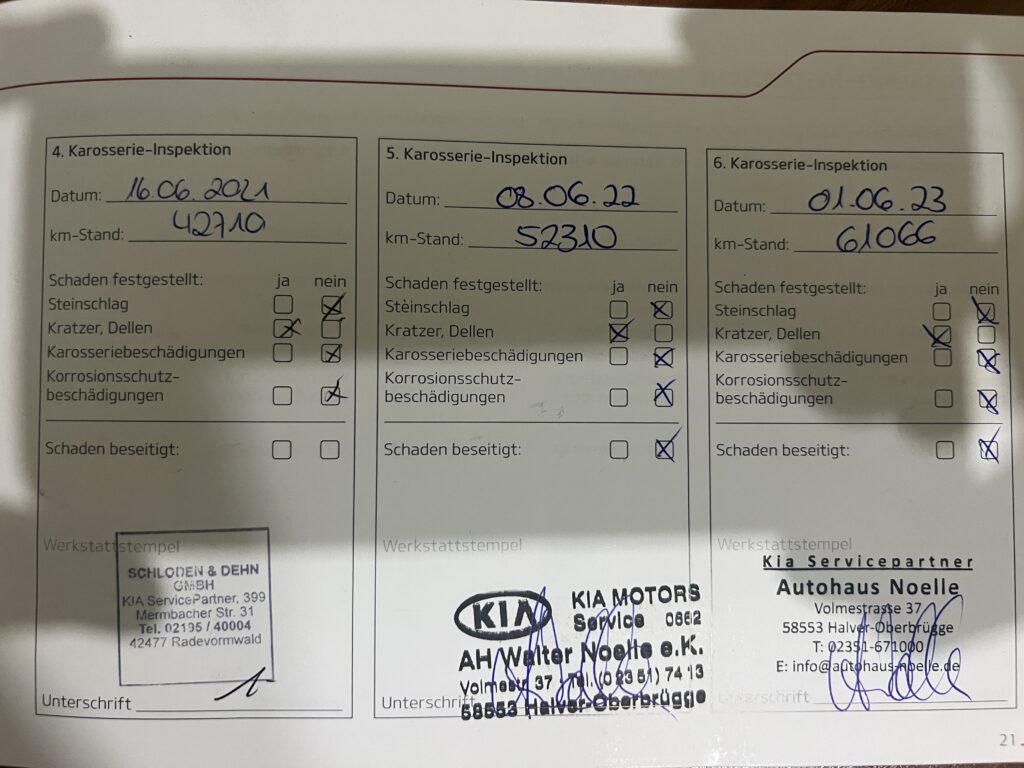 4. Karosserie-Inspektion
Datum: 16.06.2021
km-Stand: 42710
Schaden festgestellt: ja nein
Steinschlag
Kratzer, Dellen
Karosseriebeschädigungen
Korrosionsschutz-
beschädigungen
Schaden beseitigt:
Werkstattstempel
SCHLODEN & DEHN
GMBH
KIA ServicePartner, 399
Mermbacher Str. 31
Tel. 02195 / 40004
42477 Radevormwald
Unterschrift
5. Karosserie-Inspektion
Datum: 08.06.22
km-Stand: 52310
Schaden festgestellt: ja nein
Steinschlag
Kratzer, Dellen
Karosseriebeschädigungen
Korrosionsschutz-
beschädigungen
Schaden beseitigt:
Werkstattstempel
KIA KIA MOTORS
Service 0662
AH Walter Noelle e.K.
Volmestr. 37 · Tel. (0 23 51) 74 13
58553 Halver-Oberbrügge
Unterschrift
6. Karosserie-Inspektion
Datum: 01.06.23
km-Stand: 61066
Schaden festgestellt: ja nein
Steinschlag
Kratzer, Dellen
Karosseriebeschädigungen
Korrosionsschutz-
beschädigungen
Schaden beseitigt:
Werkstattstempel
Kia Servicepartner
Autohaus Noelle
Volmestrasse 37
58553 Halver-Oberbrügge
T: 02351-671000
E: info@autohaus-noelle.de
Unterschrift
21